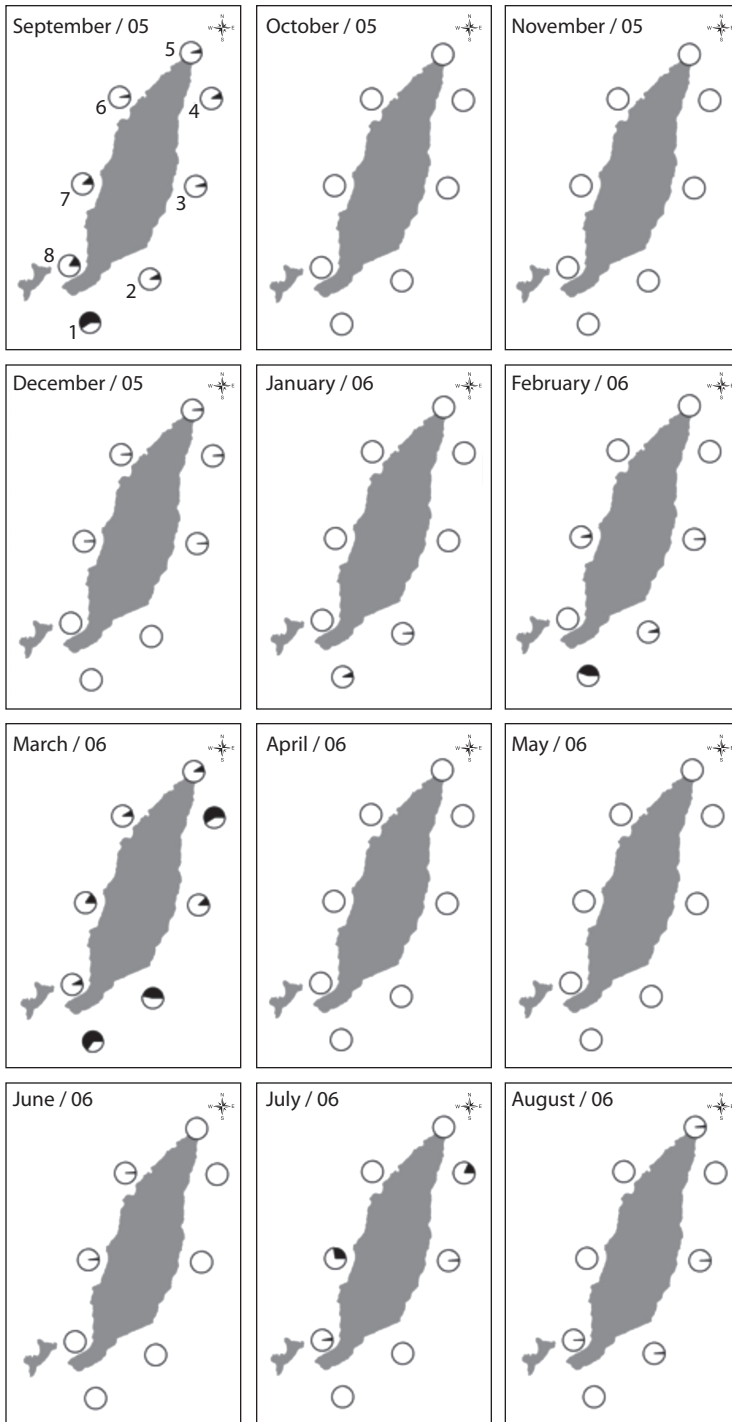 September / 05
N
W E
S
5
6
4
7
3
8
2
1
October / 05
N
W E
S
November / 05
N
W E
S
December / 05
N
W E
S
January / 06
N
W E
S
February / 06
N
W E
S
March / 06
N
W E
S
April / 06
N
W E
S
May / 06
N
W E
S
June / 06
N
W E
S
July / 06
N
W E
S
August / 06
N
W E
S